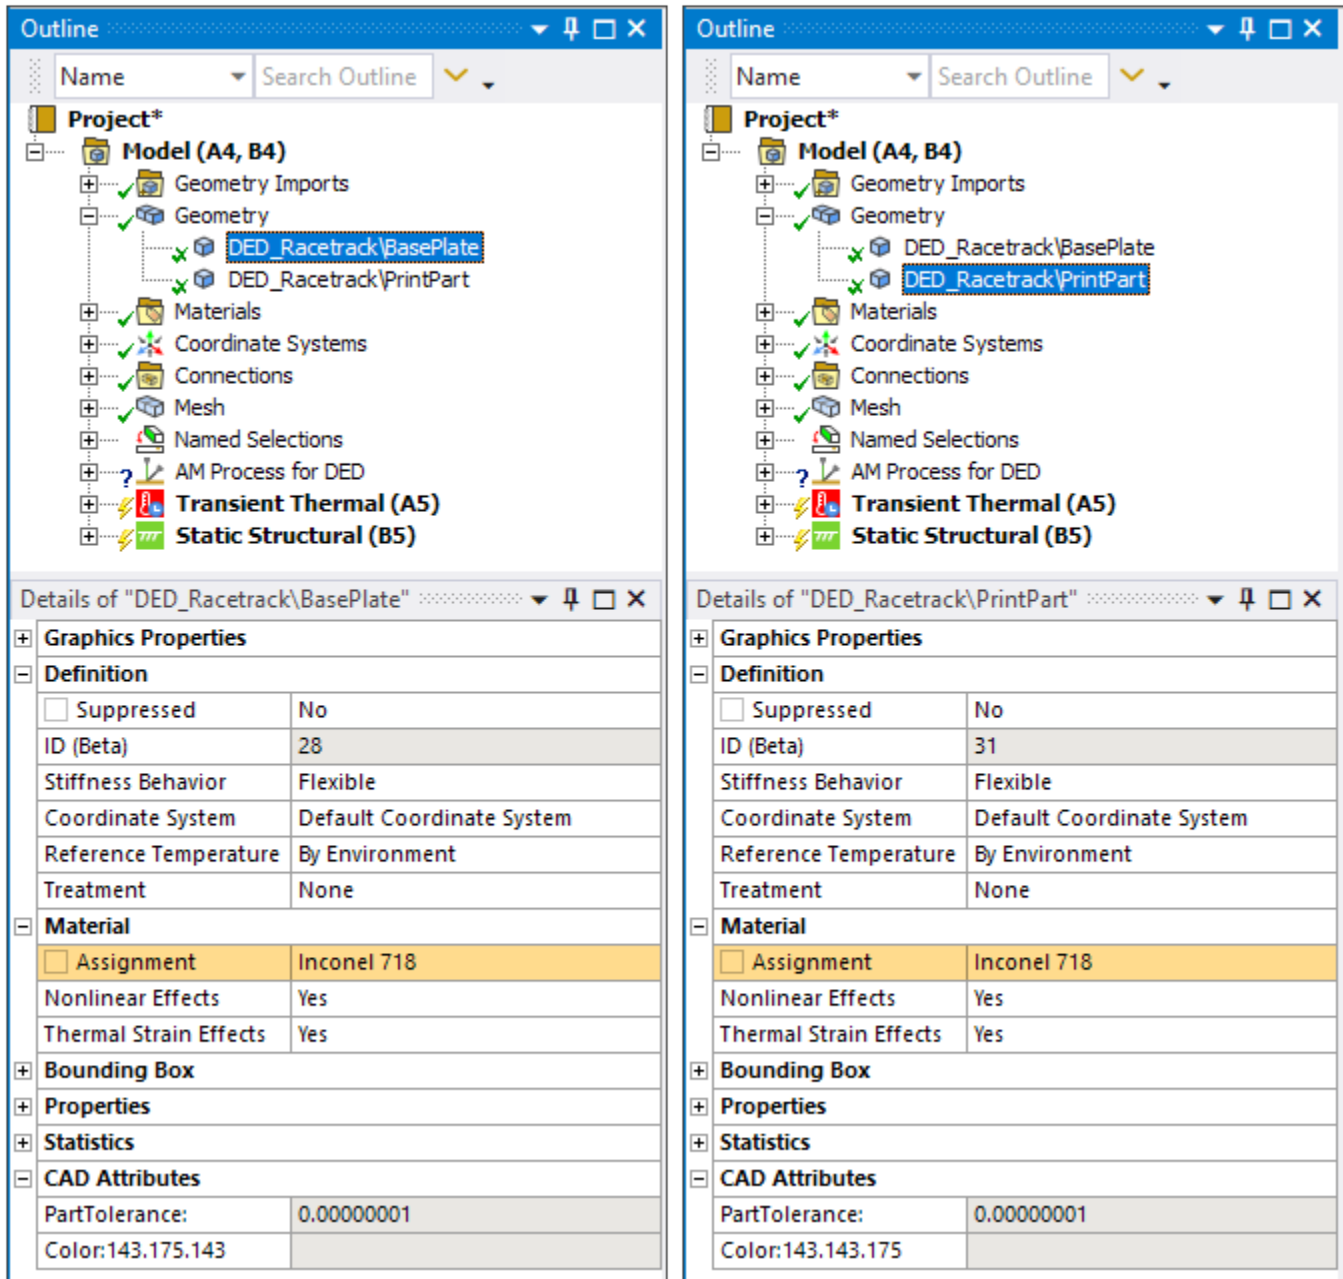 Outline
Name Search Outline
Project*
Model (A4, B4)
Geometry Imports
Geometry
DED_Racetrack\BasePlate
DED_Racetrack\PrintPart
Materials
Coordinate Systems
Connections
Mesh
Named Selections
? AM Process for DED
Transient Thermal (A5)
Static Structural (B5)
Details of "DED_Racetrack\BasePlate"
Graphics Properties
Definition
Suppressed No
ID (Beta) 28
Stiffness Behavior Flexible
Coordinate System Default Coordinate System
Reference Temperature By Environment
Treatment None
Material
Assignment Inconel 718
Nonlinear Effects Yes
Thermal Strain Effects Yes
Bounding Box
Properties
Statistics
CAD Attributes
PartTolerance: 0.00000001
Color:143.175.143
Outline
Name Search Outline
Project*
Model (A4, B4)
Geometry Imports
Geometry
DED_Racetrack\BasePlate
DED_Racetrack\PrintPart
Materials
Coordinate Systems
Connections
Mesh
Named Selections
? AM Process for DED
Transient Thermal (A5)
Static Structural (B5)
Details of "DED_Racetrack\PrintPart"
Graphics Properties
Definition
Suppressed No
ID (Beta) 31
Stiffness Behavior Flexible
Coordinate System Default Coordinate System
Reference Temperature By Environment
Treatment None
Material
Assignment Inconel 718
Nonlinear Effects Yes
Thermal Strain Effects Yes
Bounding Box
Properties
Statistics
CAD Attributes
PartTolerance: 0.00000001
Color:143.143.175